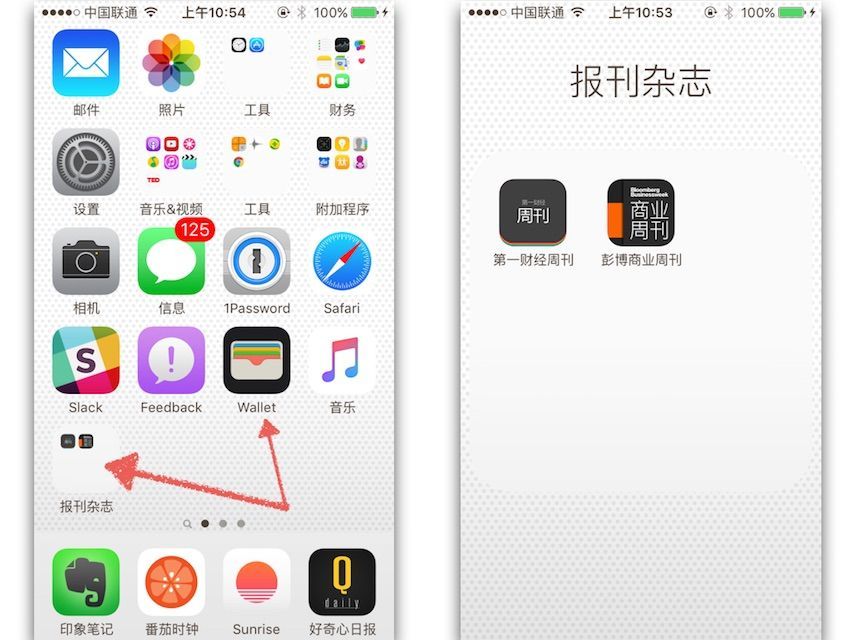 中国联通
上午10:54
100%
邮件
照片
工具
财务
TED
设置
音乐&视频
工具
附加程序
125
相机
信息
1Password
Safari
S
Slack
Feedback
Wallet
音乐
报刊杂志
Q
daily
印象笔记
番茄时钟
Sunrise
好奇心日报
中国联通
上午10:53
100%
报刊杂志
第一财经
周刊
Bloomberg
Businessweek
商业
周刊
第一财经周刊
彭博商业周刊